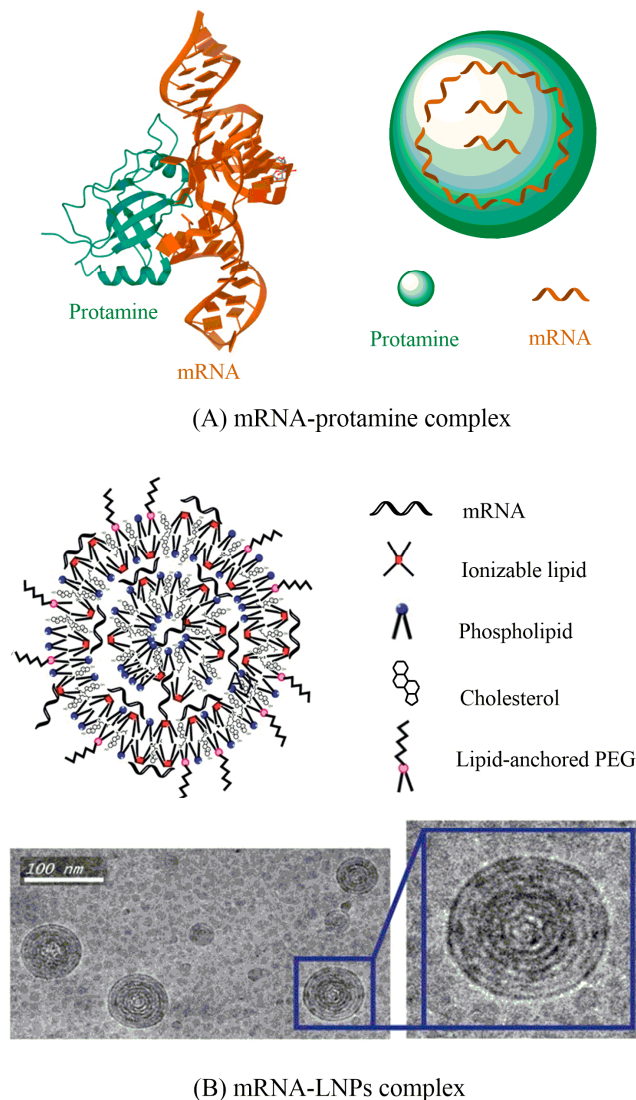 Protamine
mRNA
Protamine
mRNA
(A) mRNA-protamine complex
mRNA
Ionizable lipid
Phospholipid
Cholesterol
Lipid-anchored PEG
100 nm
(B) mRNA-LNPs complex